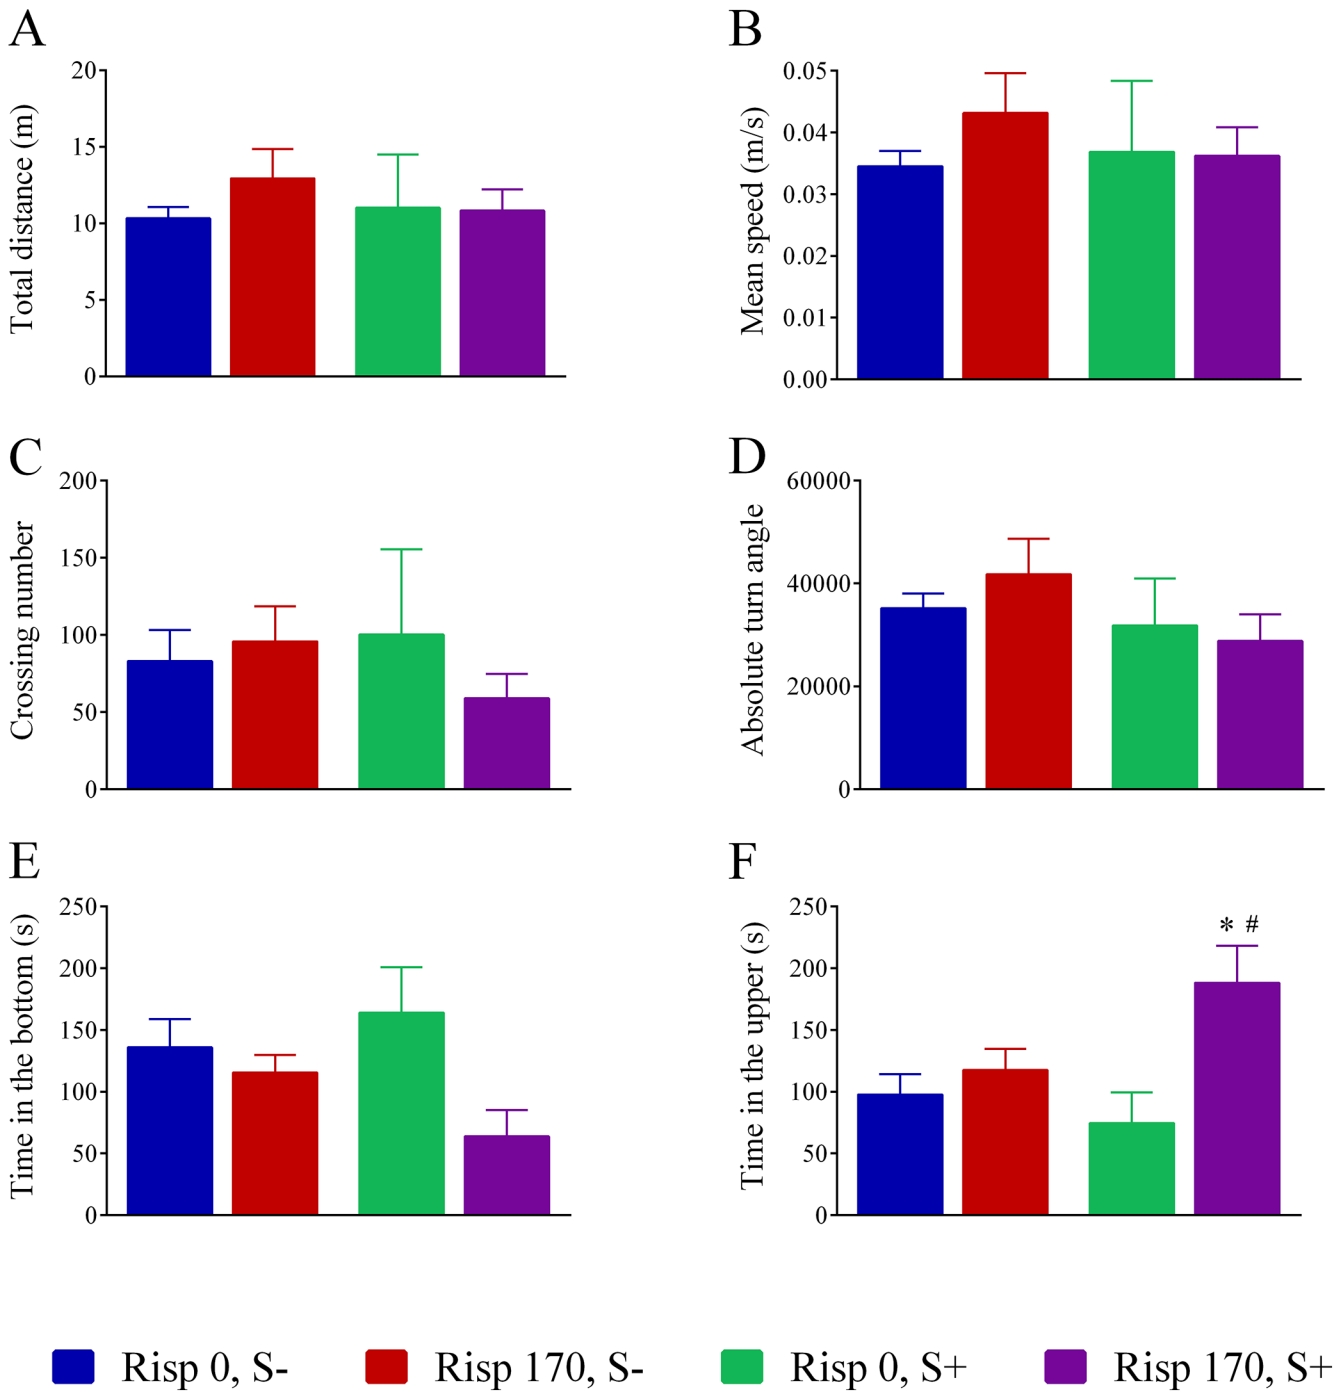 A
Total distance (m)
20
15
10
5
0
B
Mean speed (m/s)
0.05
0.04
0.03
0.02
0.01
0.00
C
Crossing number
200
150
100
50
0
D
Absolute turn angle
60000
40000
20000
0
E
Time in the bottom (s)
250
200
150
100
50
0
F
Time in the upper (s)
250
200
150
100
50
0
* #
Risp 0, S- Risp 170, S- Risp 0, S+ Risp 170, S+